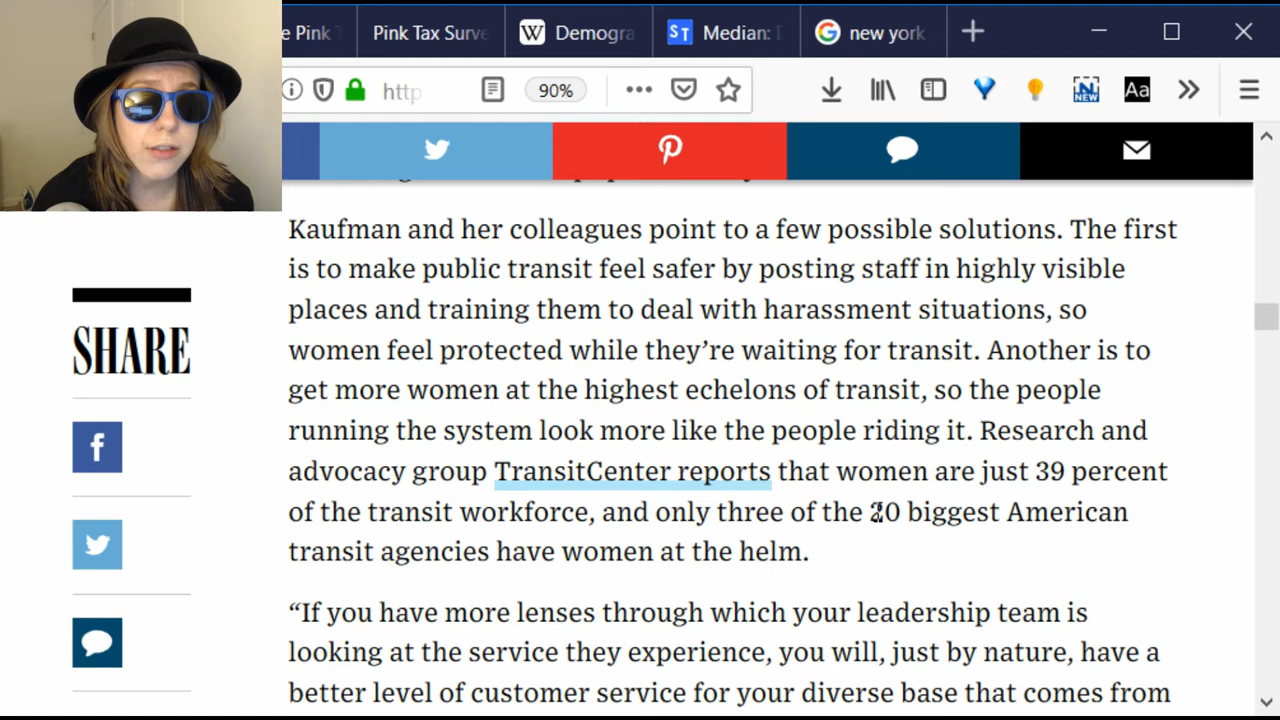 e Pink T
Pink Tax Surve
W Demogra
ST Median: D
G new york
http
90%
N NEW
Aa
Kaufman and her colleagues point to a few possible solutions. The first
is to make public transit feel safer by posting staff in highly visible
places and training them to deal with harassment situations, so
women feel protected while they’re waiting for transit. Another is to
get more women at the highest echelons of transit, so the people
running the system look more like the people riding it. Research and
advocacy group TransitCenter reports that women are just 39 percent
of the transit workforce, and only three of the 20 biggest American
transit agencies have women at the helm.
“If you have more lenses through which your leadership team is
looking at the service they experience, you will, just by nature, have a
better level of customer service for your diverse base that comes from
SHARE
f